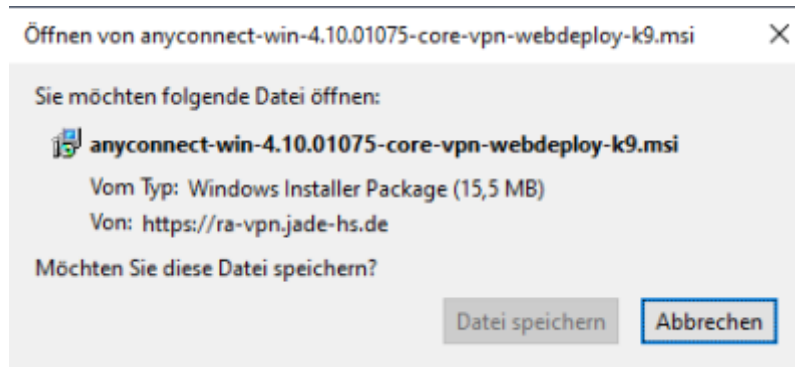 Öffnen von anyconnect-win-4.10.01075-core-vpn-webdeploy-k9.msi
Sie möchten folgende Datei öffnen:
anyconnect-win-4.10.01075-core-vpn-webdeploy-k9.msi
Vom Typ: Windows Installer Package (15,5 MB)
Von: https://ra-vpn.jade-hs.de
Möchten Sie diese Datei speichern?
Datei speichern Abbrechen